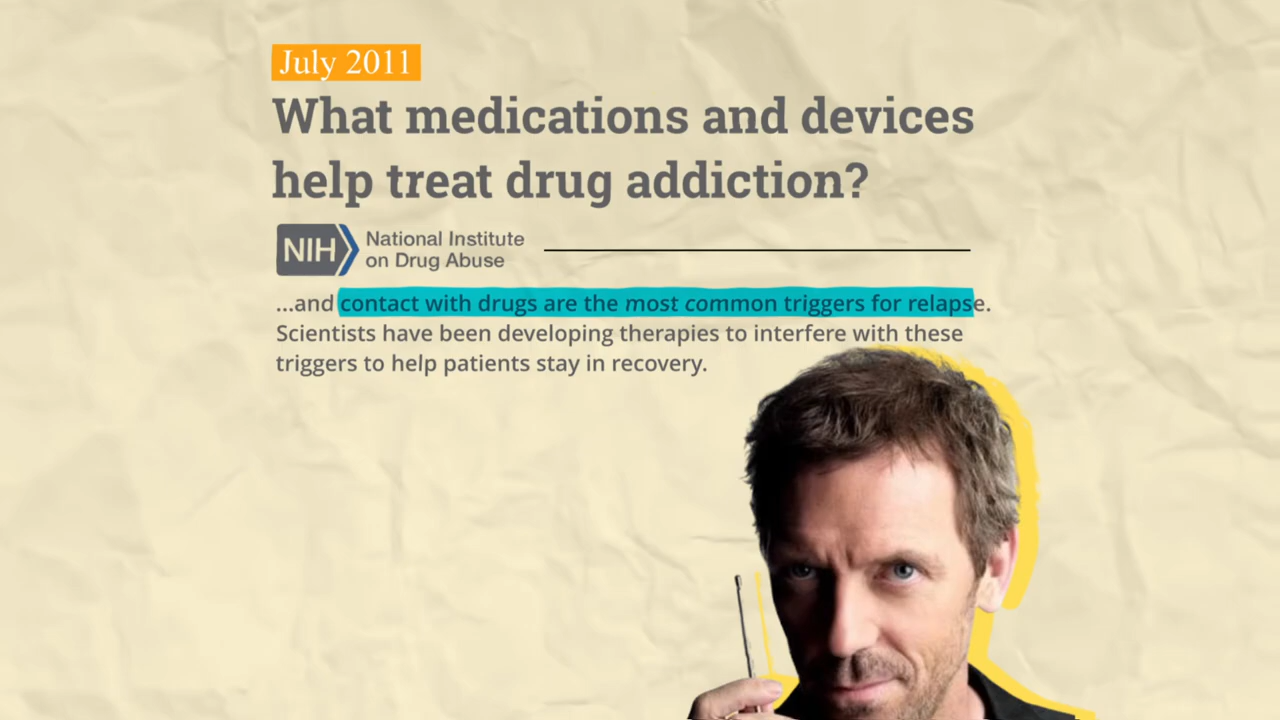 July 2011
What medications and devices
help treat drug addiction?
NIH National Institute
on Drug Abuse
...and contact with drugs are the most common triggers for relapse.
Scientists have been developing therapies to interfere with these
triggers to help patients stay in recovery.